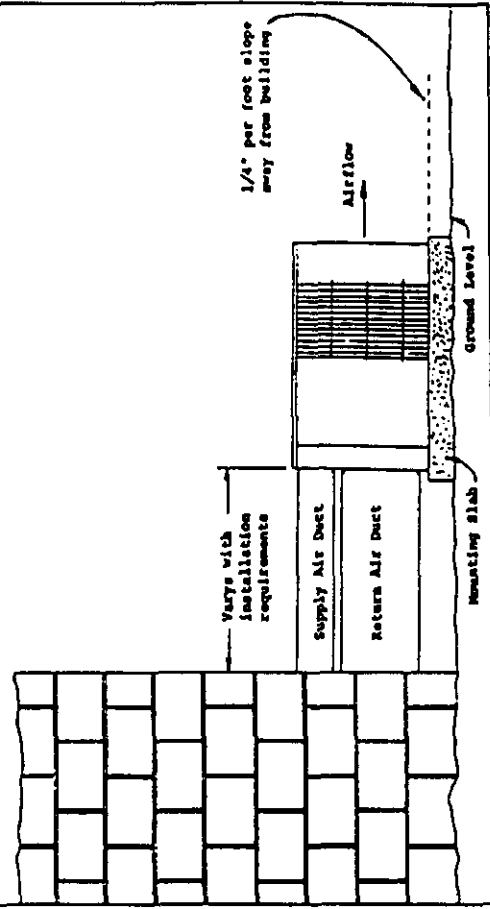 1/4" per foot slope
away from building
Airflow
Varys with
installation
requirements
Supply Air Duct
Return Air Duct
Ground Level
Mounting Slab